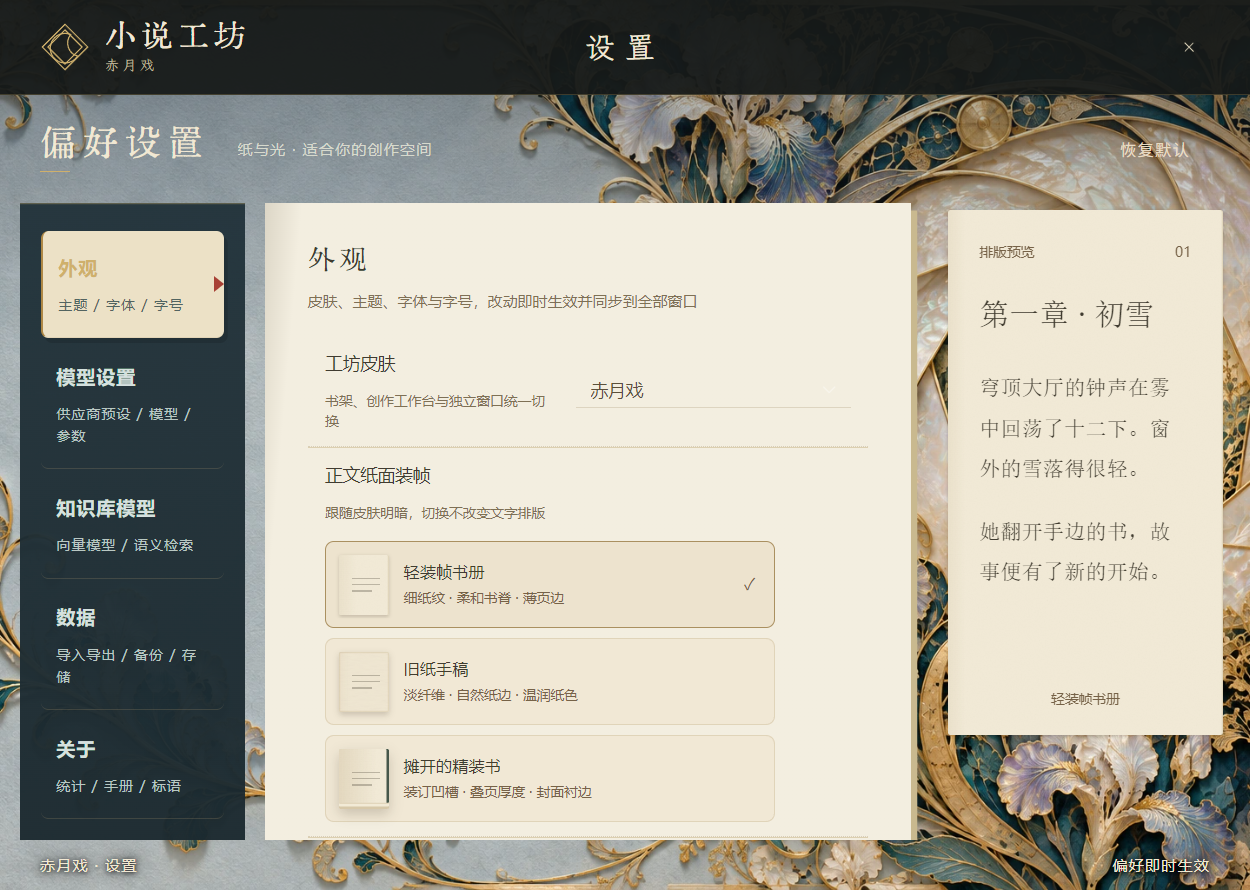 小说工坊
赤月戏
设置
×
偏好设置
纸与光 · 适合你的创作空间
恢复默认
外观
主题 / 字体 / 字号
模型设置
供应商预设 / 模型 /
参数
知识库模型
向量模型 / 语义检索
数据
导入导出 / 备份 / 存
储
关于
统计 / 手册 / 标语
外观
皮肤、主题、字体与字号，改动即时生效并同步到全部窗口
工坊皮肤
书架、创作工作台与独立窗口统一切
换
赤月戏
正文纸面装帧
跟随皮肤明暗，切换不改变文字排版
轻装帧书册
细纸纹 · 柔和书脊 · 薄页边
✓
旧纸手稿
淡纤维 · 自然纸边 · 温润纸色
摊开的精装书
装订凹槽 · 叠页厚度 · 封面衬边
排版预览
01
第一章 · 初雪
穹顶大厅的钟声在雾
中回荡了十二下。窗
外的雪落得很轻。
她翻开手边的书，故
事便有了新的开始。
轻装帧书册
赤月戏 · 设置
偏好即时生效